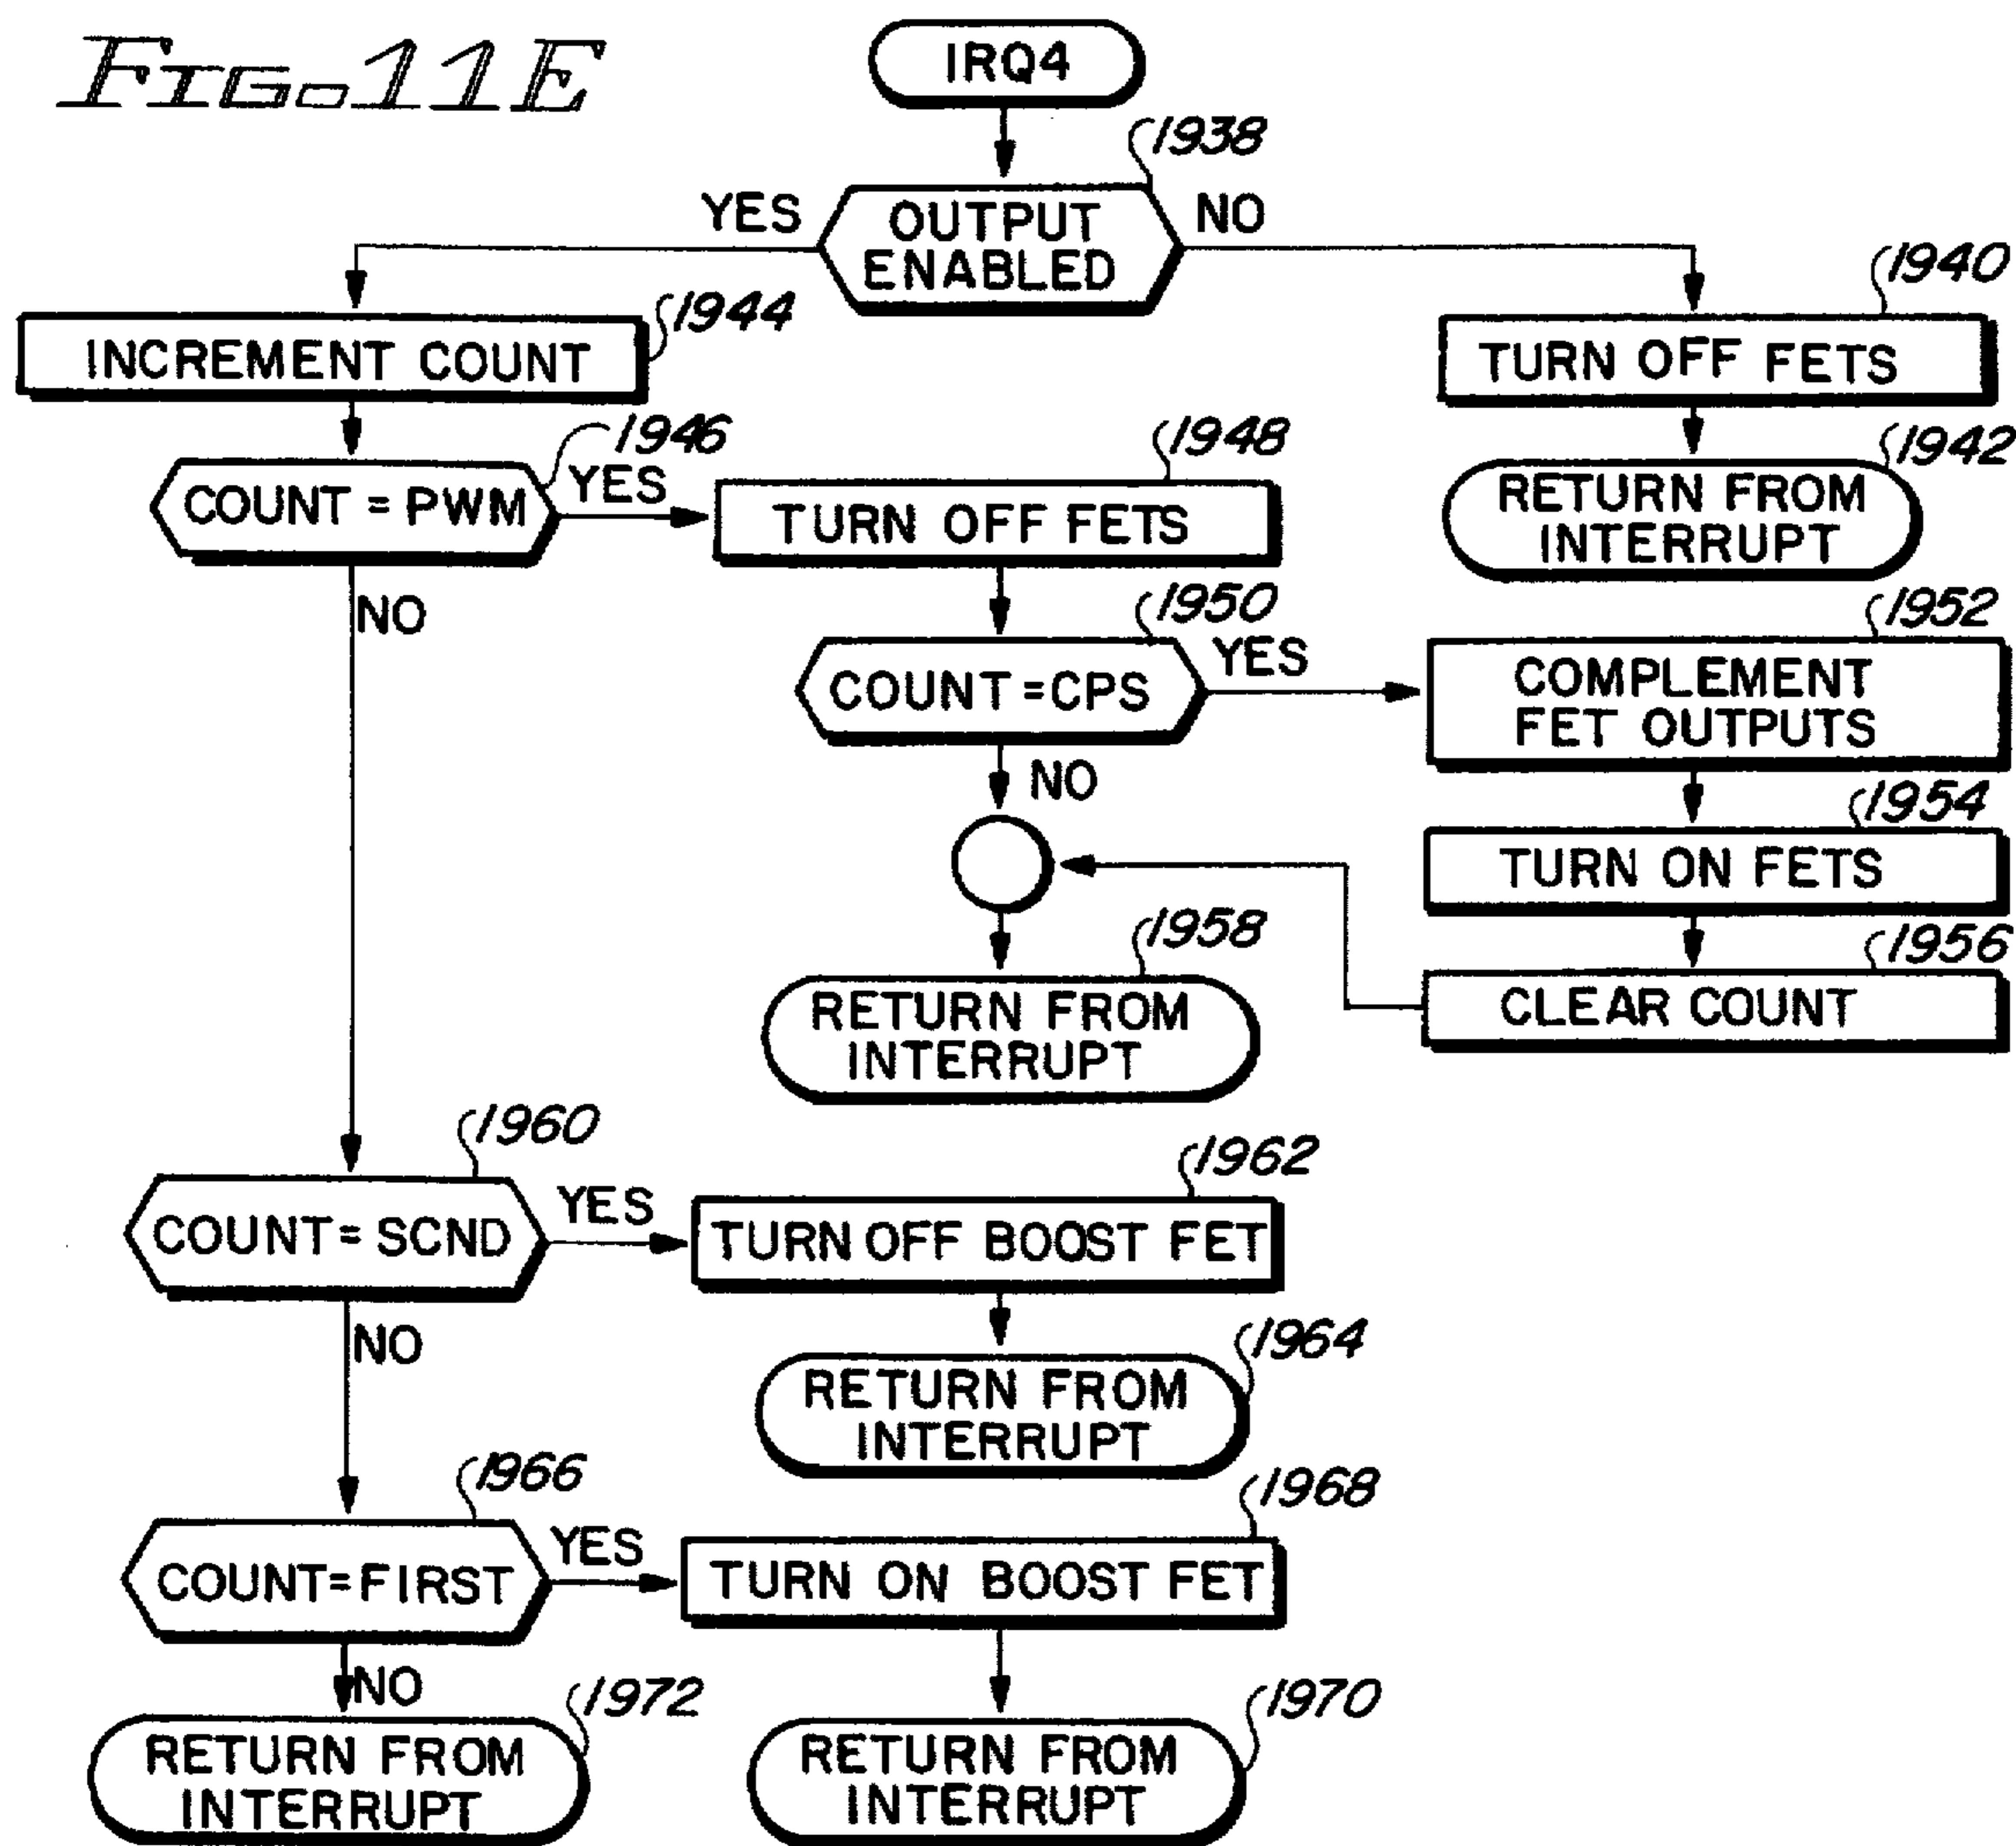 FIG. 11E
IRQ4
1938
YES
OUTPUT
ENABLED
NO
1940
1944
INCREMENT COUNT
TURN OFF FETS
1946
1948
1942
COUNT = PWM
YES
TURN OFF FETS
RETURN FROM
INTERRUPT
NO
1950
1952
COUNT = CPS
YES
COMPLEMENT
FET OUTPUTS
NO
1954
TURN ON FETS
1958
1956
RETURN FROM
INTERRUPT
CLEAR COUNT
1960
1962
COUNT = SCND
YES
TURN OFF BOOST FET
NO
1964
RETURN FROM
INTERRUPT
1966
1968
COUNT=FIRST
YES
TURN ON BOOST FET
NO
1972
1970
RETURN FROM
INTERRUPT
RETURN FROM
INTERRUPT